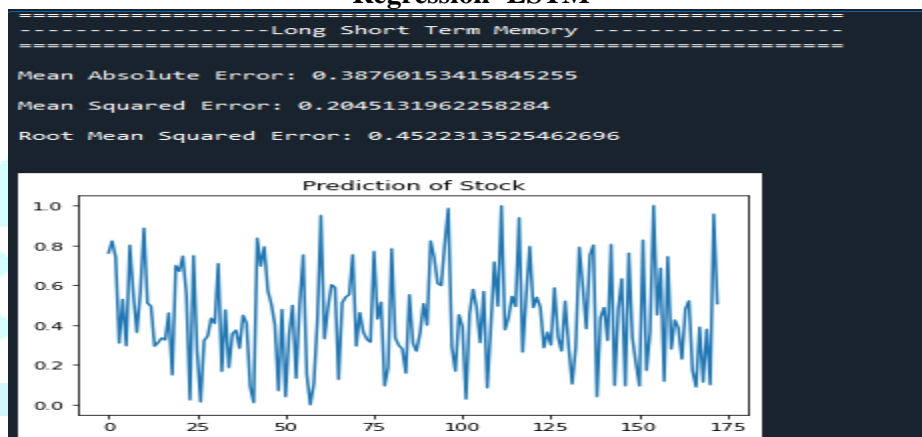 Regression- LSTM
==================================================
------------------Long Short Term Memory ------------------
==================================================
Mean Absolute Error: 0.38760153415845255
Mean Squared Error: 0.2045131962258284
Root Mean Squared Error: 0.4522313525462696
Prediction of Stock
1.0
0.8
0.6
0.4
0.2
0.0
0 25 50 75 100 125 150 175